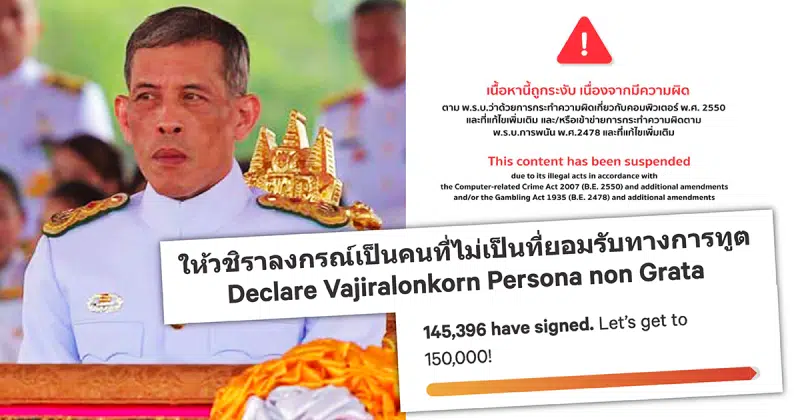 เนื้อหานี้ถูกระงับ เนื่องจากมีความผิด
ตาม พ.ร.บ.ว่าด้วยการกระทำความผิดเกี่ยวกับคอมพิวเตอร์ พ.ศ. 2550
และที่แก้ไขเพิ่มเติม และ/หรือเข้าข่ายการกระทำความผิดตาม
พ.ร.บ.การพนัน พ.ศ.2478 และที่แก้ไขเพิ่มเติม
This content has been suspended
due to its illegal acts in accordance with
the Computer-related Crime Act 2007 (B.E. 2550) and additional amendments
and/or the Gambling Act 1935 (B.E. 2478) and additional amendments
ให้วชิราลงกรณ์เป็นคนที่ไม่เป็นที่ยอมรับทางการทูต
Declare Vajiralonkorn Persona non Grata
145,396 have signed. Let's get to
150,000!